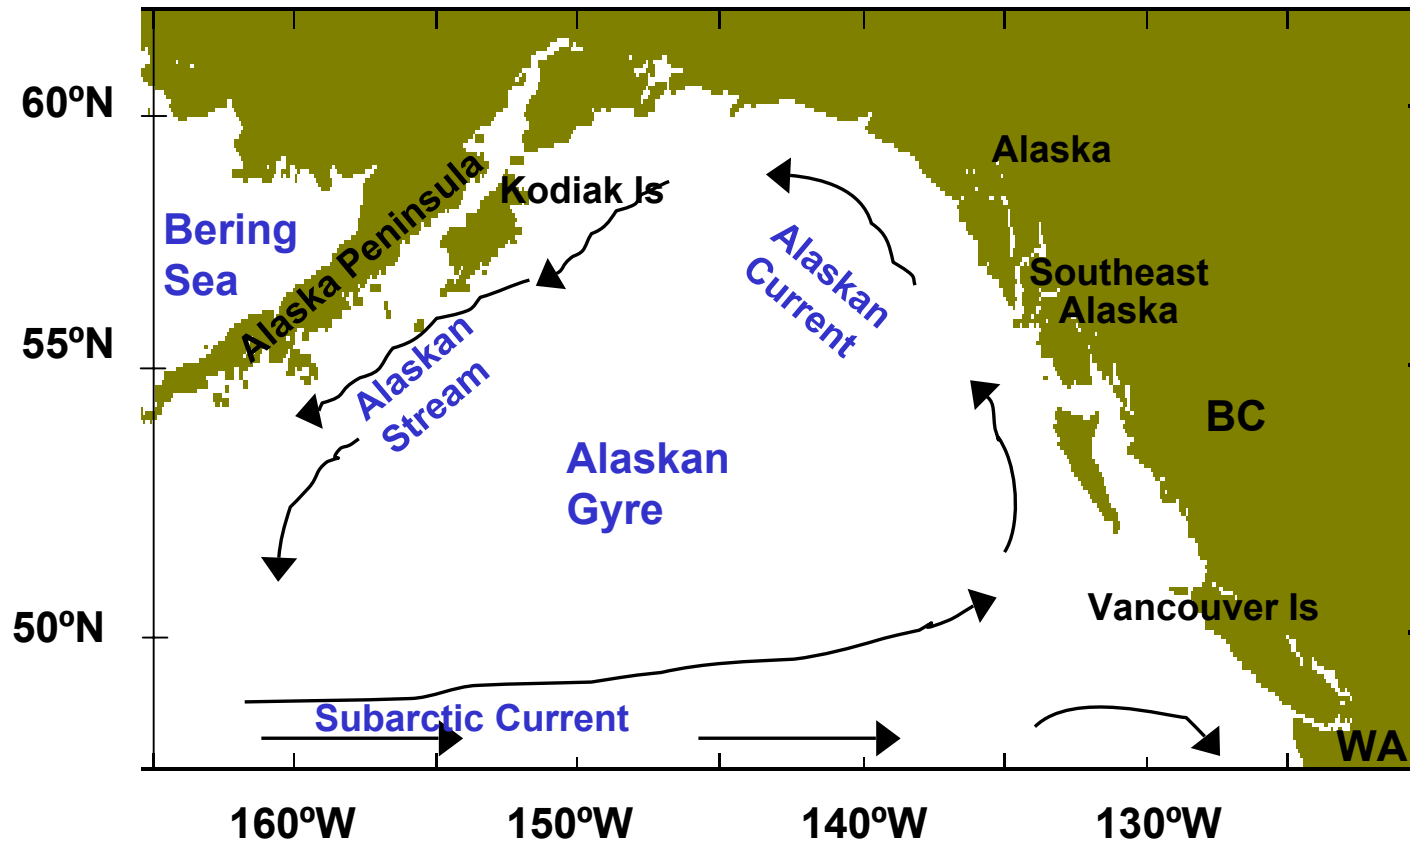 60ºN
Alaska
Kodiak Is
Alaska Peninsula
Bering
Sea
Alaskan
Current
Southeast
Alaska
55ºN
Alaskan
Stream
BC
Alaskan
Gyre
Vancouver Is
50ºN
Subarctic Current
WA
160ºW
150ºW
140ºW
130ºW